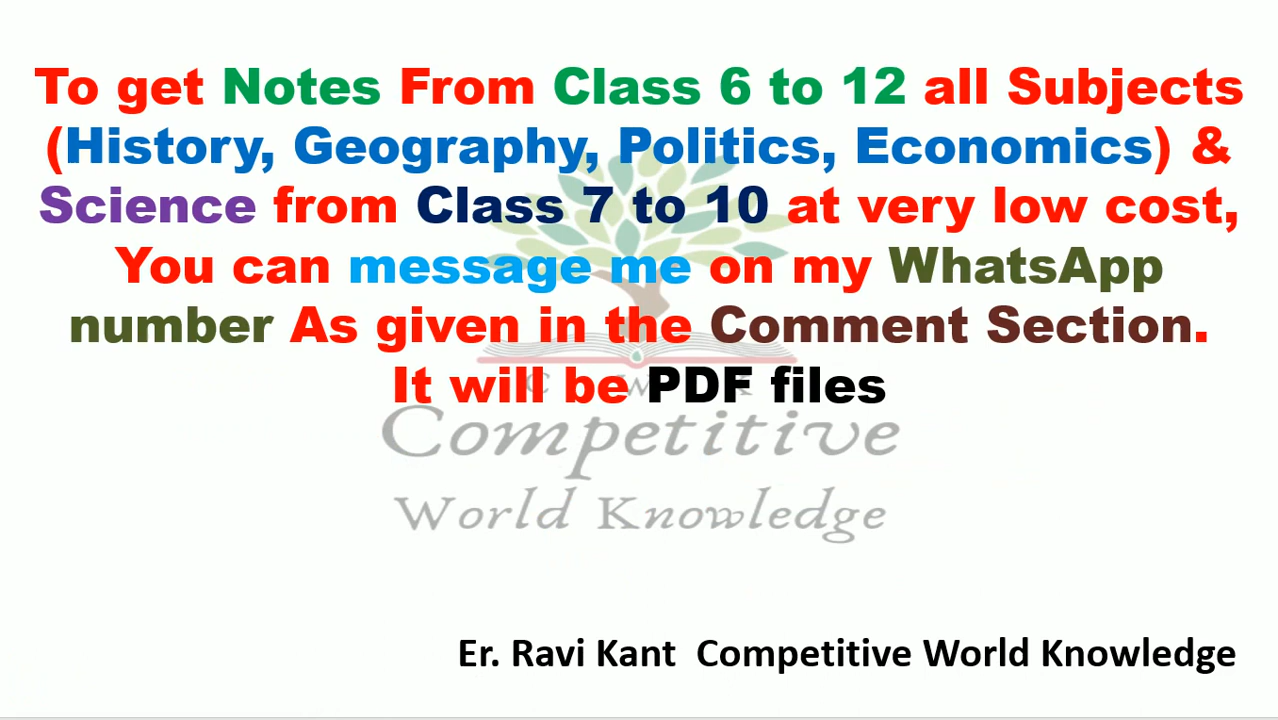 To get Notes From Class 6 to 12 all Subjects
(History, Geography, Politics, Economics) &
Science from Class 7 to 10 at very low cost,
You can message me on my WhatsApp
number As given in the Comment Section.
It will be PDF files
C W K
Competitive
World Knowledge
Er. Ravi Kant Competitive World Knowledge